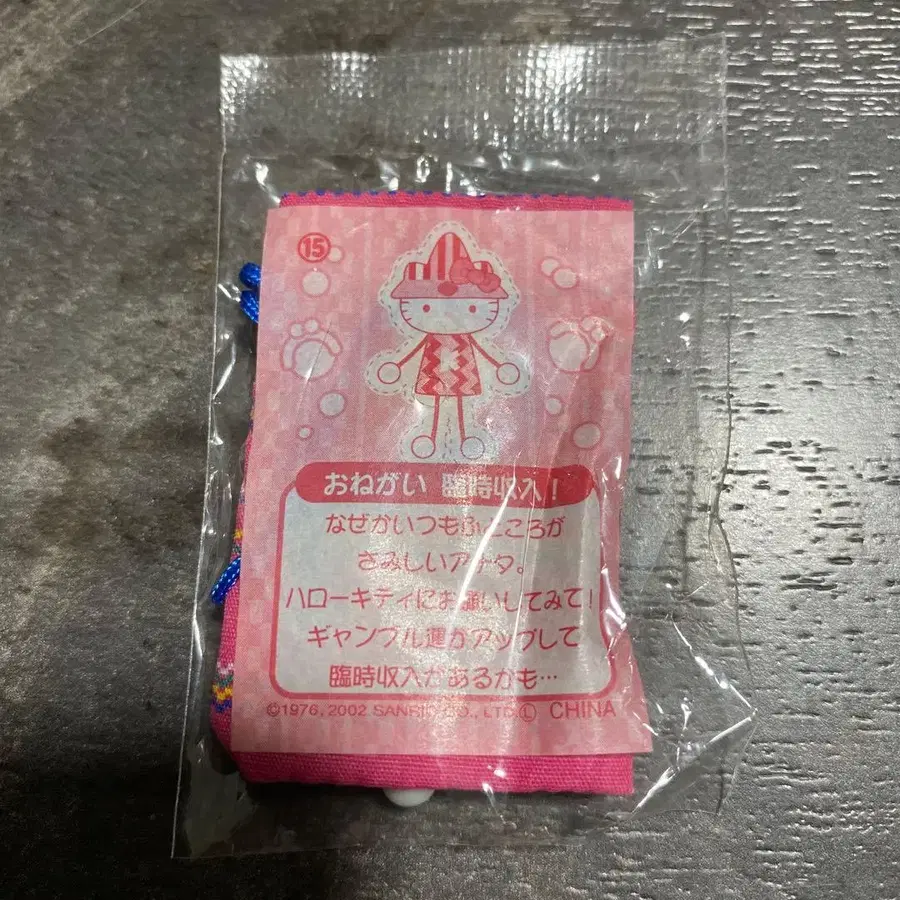 ⑮
おねがい 臨時収入!
なぜかいつもふところが
さみしいアナタ。
ハローキティにお願いしてみて!
ギャンブル運がアップして
臨時収入があるかも…
©1976, 2002 SANRIO CO., LTD. Ⓛ CHINA